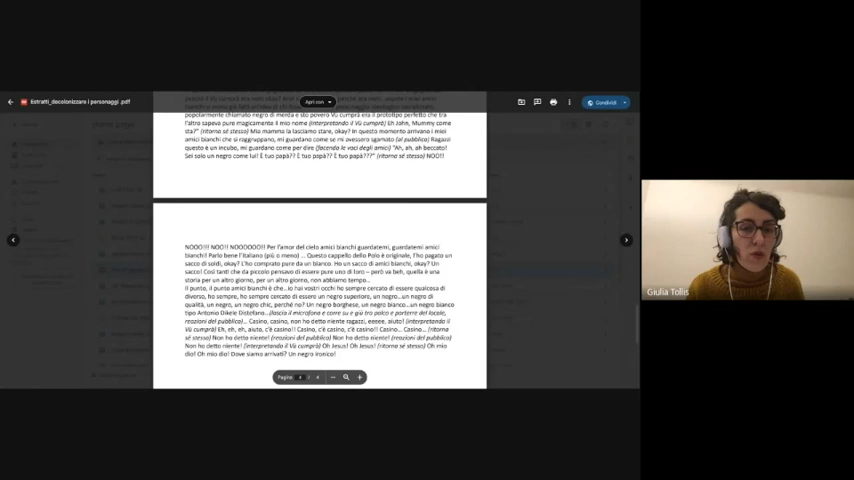 Estratti_decolonizzare i personaggi .pdf
Apri con
Condividi
popolarmente chiamato negro di merda e sto povero Vù cumprà era il prototipo perfetto che tra
l'altro sapeva pure magicamente il mio nome (interpretando il Vù cumprà) Eh John, Mummy come
sta?" (ritorna sé stesso) Mia mamma la lasciamo stare, okay? In questo momento arrivano i miei
amici bianchi che si raggruppano, mi guardano come se mi avessero sgamato (al pubblico) Ragazzi
questo è un incubo, mi guardano come per dire (facendo le voci degli amici) "Ah, eh, ah beccato!
Sei solo un negro come lui! È tuo papà?? È tuo papà?? È tuo papà???" (ritorna sé stesso) NOO!!
NOOO!!! NOO!! NOOOOOO!! Per l'amor del cielo amici bianchi guardatemi, guardatemi amici
bianchi! Parlo bene l'Italiano (più o meno) ... Questo cappello della Polo è originale, l'ho pagato un
sacco di soldi, okay? L'ho comprato pure da un bianco. Ho un sacco di amici bianchi, okay? Un
sacco! Così tanti che da piccolo pensavo di essere pure uno di loro – però va beh, quella è una
storia per un altro giorno, per un altro giorno, non abbiamo tempo...
Il punto, il punto amici bianchi è che...io hai vostri occhi ho sempre cercato di essere qualcosa di
diverso, ho sempre, ho sempre cercato di essere un negro superiore, un negro...un negro di
qualità, un negro, un negro chic, perché no? Un negro borghese, un negro bianco...un negro bianco
tipo Antonio Dikele Distefano...(lascia il microfono e corre su e giù tra palco e porterre del locale,
reazioni del pubblico)... Casino, casino, non ho detto niente ragazzi, eeeee, aiuto! (interpretando il
Vù cumprà) Eh, eh, eh, aiuto, c'è casino!! Casino, c'è casino, c'è casino!! Casino... Casino... (ritorna
sé stesso) Non ho detto niente! (reazioni del pubblico) Non ho detto niente! (reazioni del pubblico)
Non ho detto niente! (interpretando il Vù cumprà) Oh Jesus! Oh Jesus! (ritorna sé stesso) Oh mio
dio! Oh mio dio! Dove siamo arrivati? Un negro ironico!
Pagina 4 / 4
Giulia Tollis